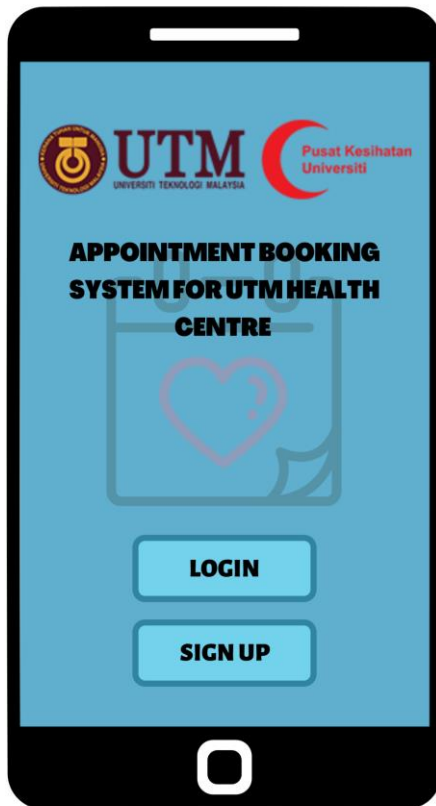 UTM
UNIVERSITI TEKNOLOGI MALAYSIA
Pusat Kesihatan
Universiti
APPOINTMENT BOOKING
SYSTEM FOR UTM HEALTH
CENTRE
LOGIN
SIGN UP